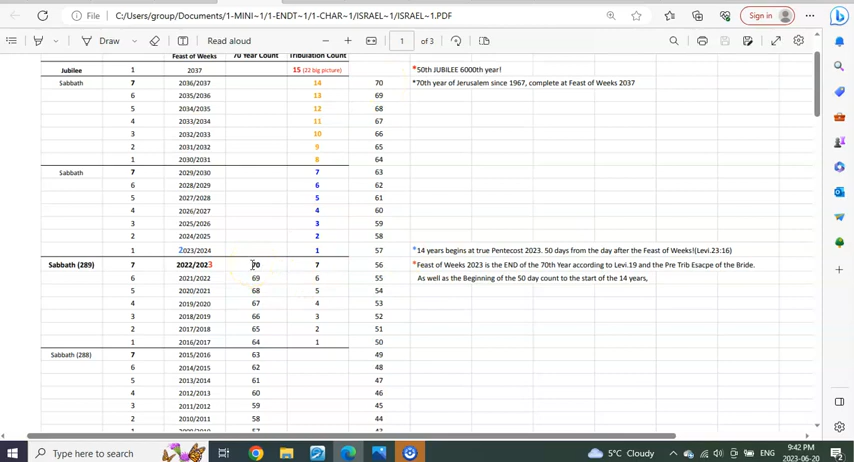 File
C:/Users/group/Documents/1-MINI~1/1-ENDT~1/1-CHAR~1/ISRAEL~1/ISRAEL~1.PDF
Sign in
Draw
Read aloud
1
of 3
Feast of Weeks 70 Year Count Tribulation Count
Jubilee 1 2037 15 (22 big picture) *50th JUBILEE 6000th year!
Sabbath 7 2036/2037 14 70 *70th year of Jerusalem since 1967, complete at Feast of Weeks 2037
6 2035/2036 13 69
5 2034/2035 12 68
4 2033/2034 11 67
3 2032/2033 10 66
2 2031/2032 9 65
1 2030/2031 8 64
Sabbath 7 2029/2030 7 63
6 2028/2029 6 62
5 2027/2028 5 61
4 2026/2027 4 60
3 2025/2026 3 59
2 2024/2025 2 58
1 2023/2024 1 57 *14 years begins at true Pentecost 2023. 50 days from the day after the Feast of Weeks!(Levi.23:16)
Sabbath (289) 7 2022/2023 70 7 56 *Feast of Weeks 2023 is the END of the 70th Year according to Levi.19 and the Pre Trib Esacpe of the Bride.
6 2021/2022 69 6 55 As well as the Beginning of the 50 day count to the start of the 14 years,
5 2020/2021 68 5 54
4 2019/2020 67 4 53
3 2018/2019 66 3 52
2 2017/2018 65 2 51
1 2016/2017 64 1 50
Sabbath (288) 7 2015/2016 63 49
6 2014/2015 62 48
5 2013/2014 61 47
4 2012/2013 60 46
3 2011/2012 59 45
2 2010/2011 58 44
1 2009/2010 57 43
Type here to search
5°C Cloudy
ENG
9:42 PM
2023-06-20
2